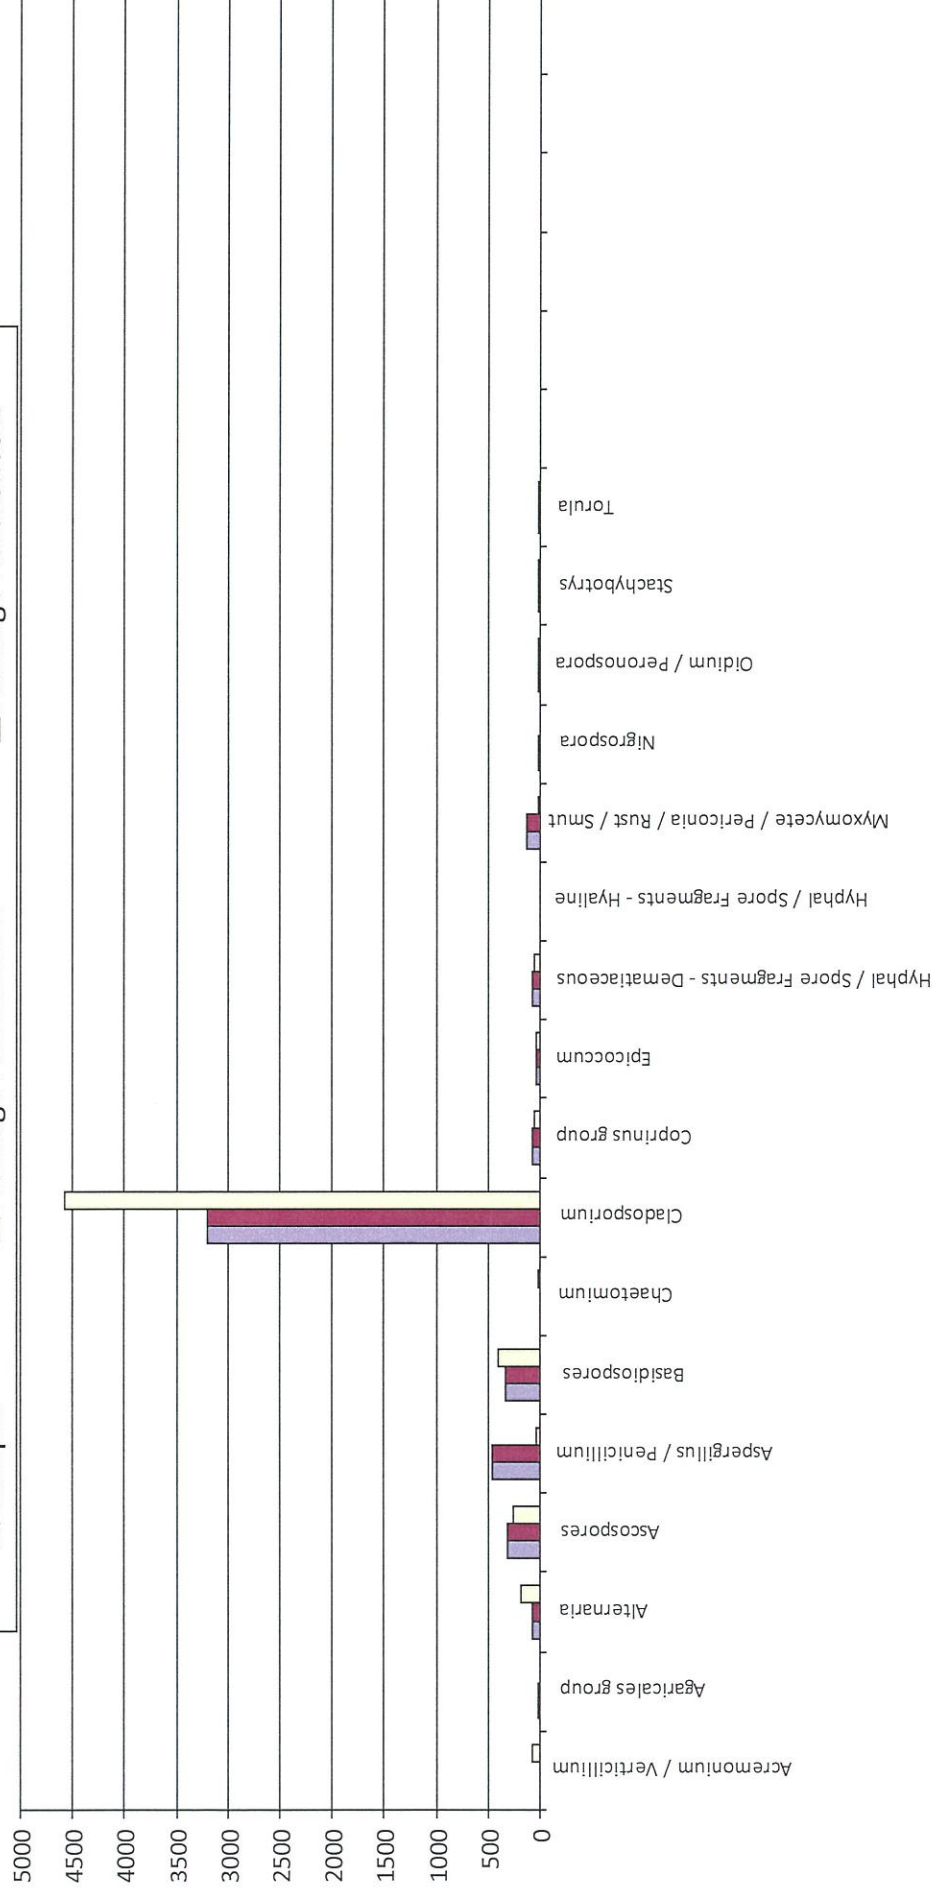 5000
4500
4000
3500
3000
2500
2000
1500
1000
500
0
Acremonium / Verticillium
Agaricales group
Alternaria
Ascospores
Aspergillus / Penicillium
Basidiospores
Chaetomium
Cladosporium
Coprinus group
Epicoccum
Hyphal / Spore Fragments - Dematiaceous
Hyphal / Spore Fragments - Hyaline
Myxomycete / Periconia / Rust / Smut
Nigrospora
Oidium / Peronospora
Stachybotrys
Torula